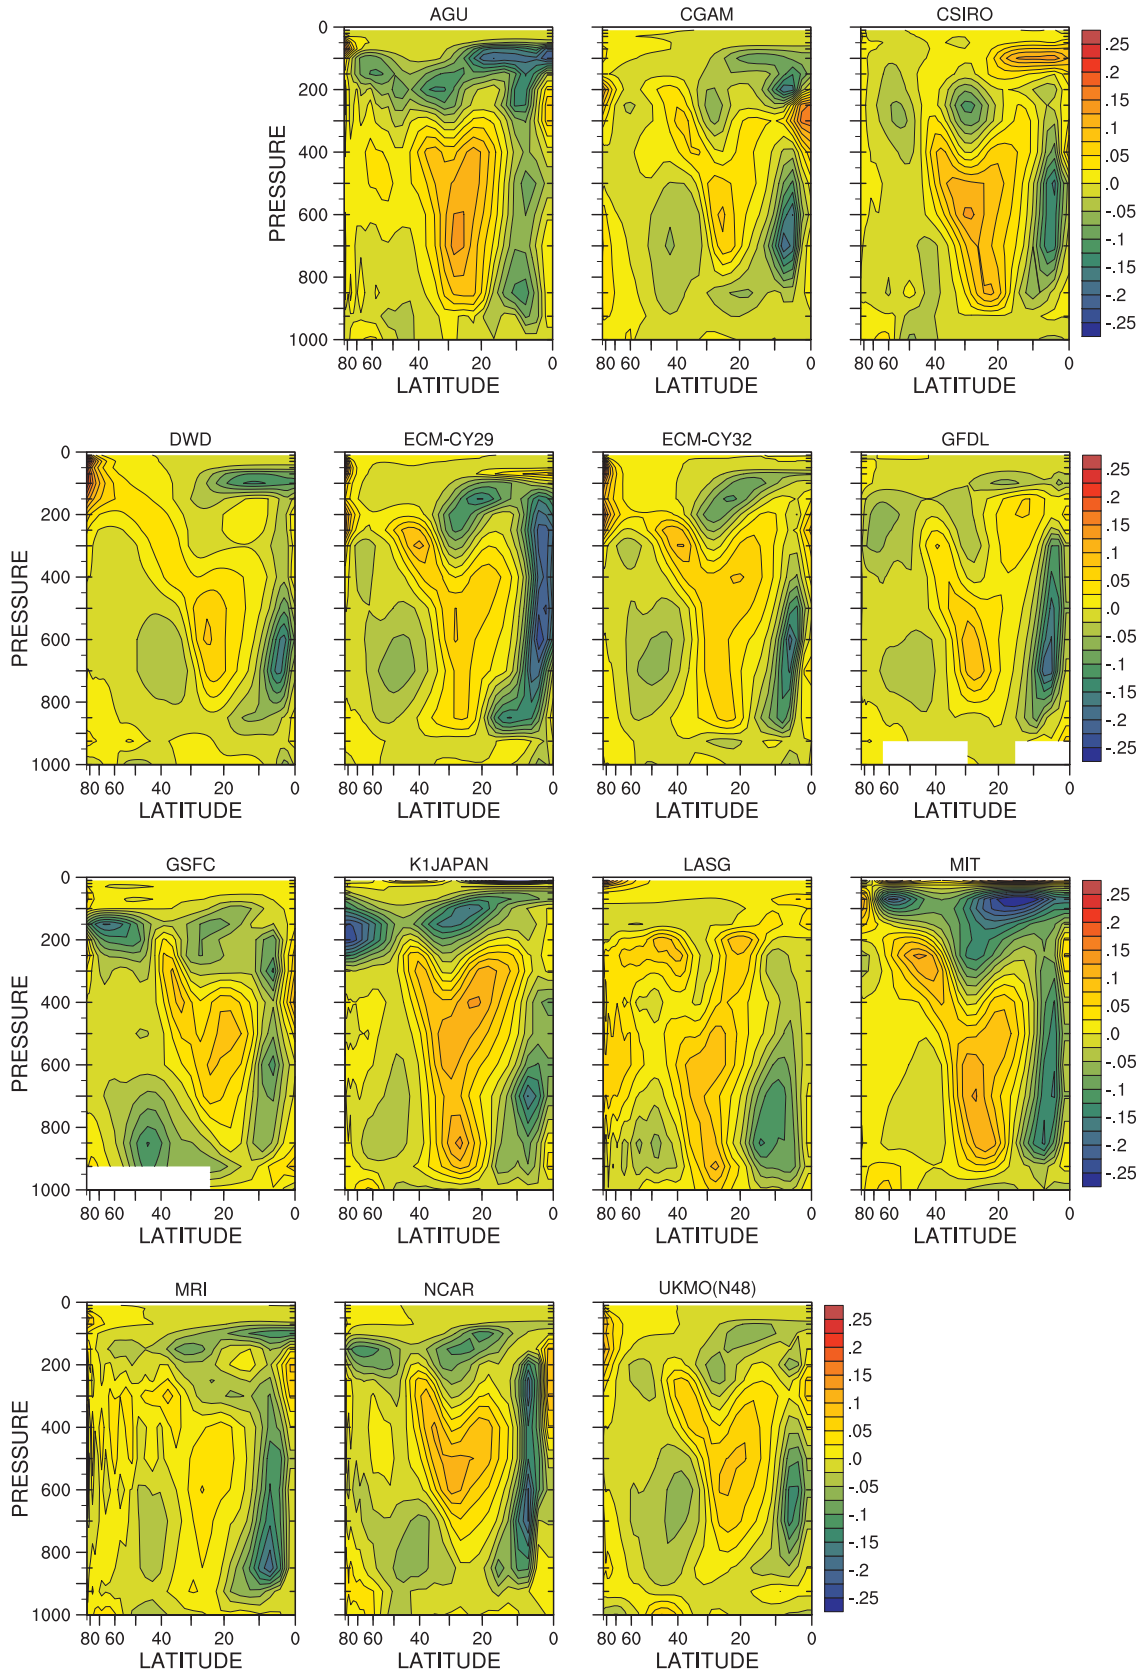 AGU CGAM CSIRO
0 200 400 600 800 1000
PRESSURE
80 60 40 20 0 80 60 40 20 0 80 60 40 20 0
LATITUDE LATITUDE LATITUDE
.25 .2 .15 .1 .05 .0 -.05 -.1 -.15 -.2 -.25
DWD ECM-CY29 ECM-CY32 GFDL
0 200 400 600 800 1000
PRESSURE
80 60 40 20 0 80 60 40 20 0 80 60 40 20 0 80 60 40 20 0
LATITUDE LATITUDE LATITUDE LATITUDE
.25 .2 .15 .1 .05 .0 -.05 -.1 -.15 -.2 -.25
GSFC K1JAPAN LASG MIT
0 200 400 600 800 1000
PRESSURE
80 60 40 20 0 80 60 40 20 0 80 60 40 20 0 80 60 40 20 0
LATITUDE LATITUDE LATITUDE LATITUDE
.25 .2 .15 .1 .05 .0 -.05 -.1 -.15 -.2 -.25
MRI NCAR UKMO(N48)
0 200 400 600 800 1000
PRESSURE
80 60 40 20 0 80 60 40 20 0 80 60 40 20 0
LATITUDE LATITUDE LATITUDE
.25 .2 .15 .1 .05 .0 -.05 -.1 -.15 -.2 -.25